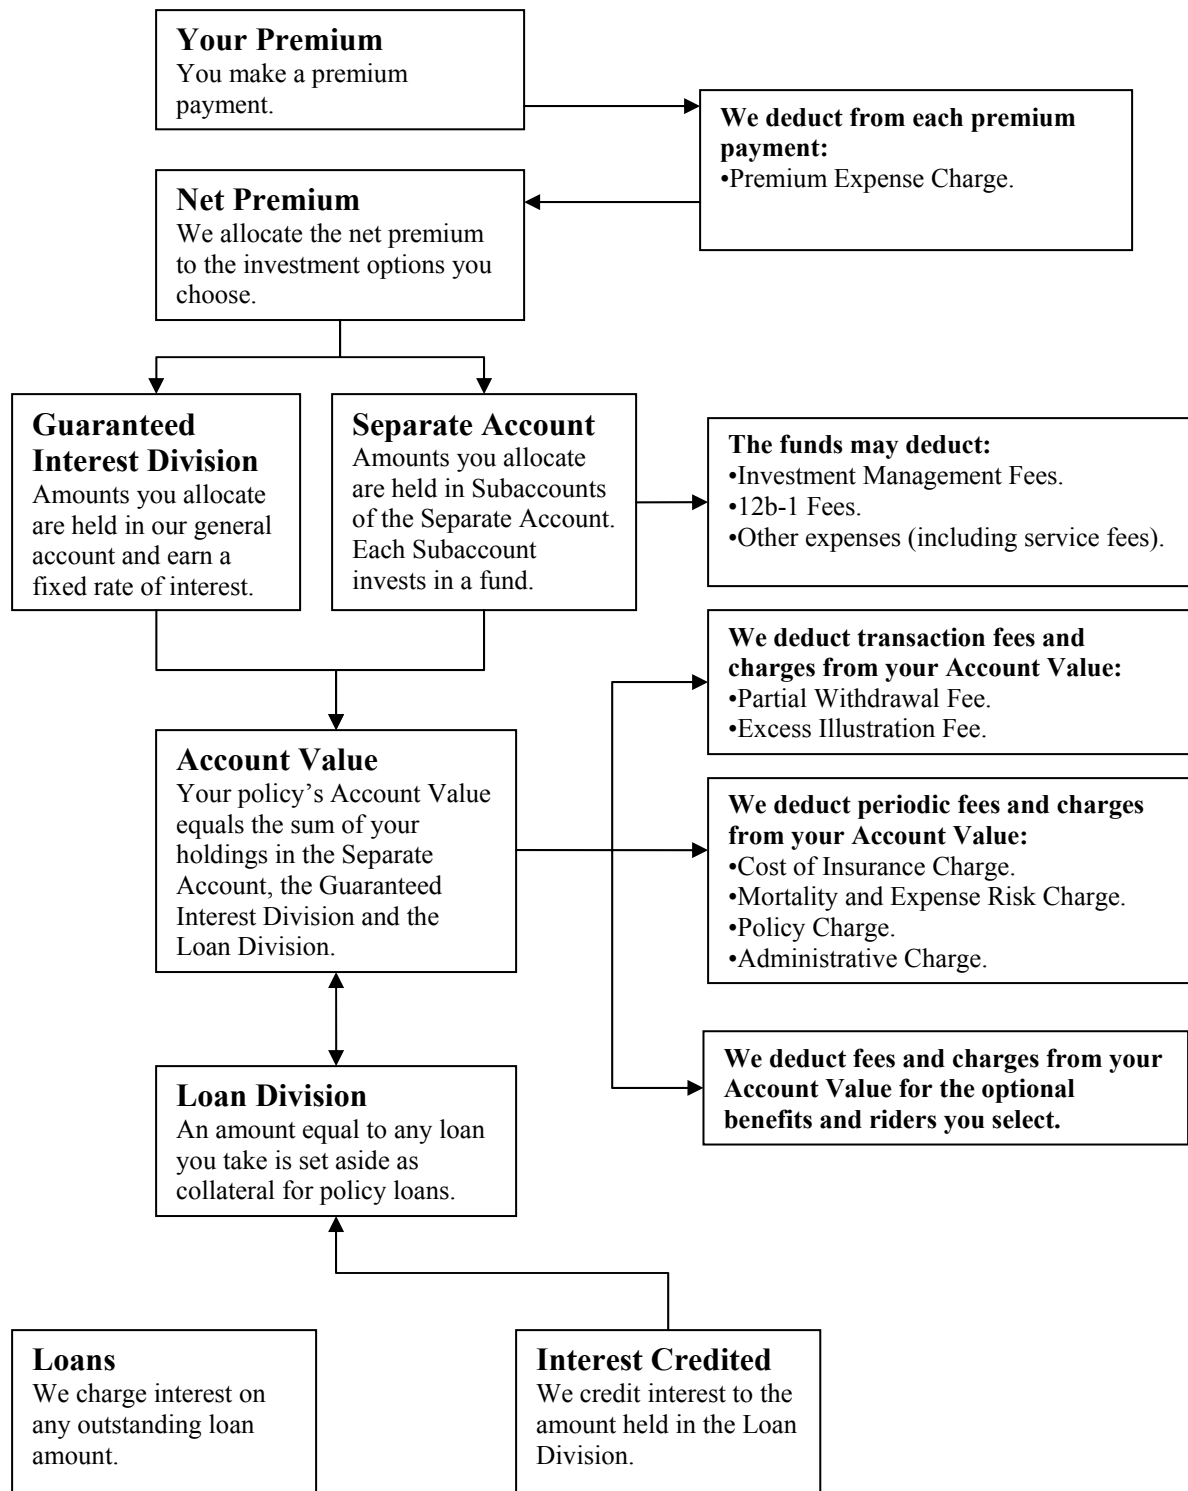 Your Premium
You make a premium
payment.
We deduct from each premium
payment:
•Premium Expense Charge.
Net Premium
We allocate the net premium
to the investment options you
choose.
Guaranteed
Interest Division
Amounts you allocate
are held in our general
account and earn a
fixed rate of interest.
Separate Account
Amounts you allocate
are held in Subaccounts
of the Separate Account.
Each Subaccount
invests in a fund.
The funds may deduct:
•Investment Management Fees.
•12b-1 Fees.
•Other expenses (including service fees).
We deduct transaction fees and
charges from your Account Value:
•Partial Withdrawal Fee.
•Excess Illustration Fee.
Account Value
Your policy’s Account Value
equals the sum of your
holdings in the Separate
Account, the Guaranteed
Interest Division and the
Loan Division.
We deduct periodic fees and charges
from your Account Value:
•Cost of Insurance Charge.
•Mortality and Expense Risk Charge.
•Policy Charge.
•Administrative Charge.
We deduct fees and charges from your
Account Value for the optional
benefits and riders you select.
Loan Division
An amount equal to any loan
you take is set aside as
collateral for policy loans.
Loans
We charge interest on
any outstanding loan
amount.
Interest Credited
We credit interest to the
amount held in the Loan
Division.